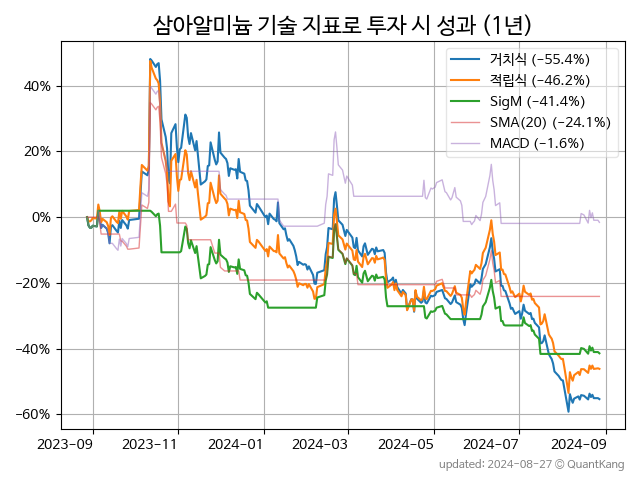 삼아알미늄 기술 지표로 투자 시 성과 (1년)
거치식 (−55.4%)
적립식 (−46.2%)
SigM (−41.4%)
SMA(20) (−24.1%)
MACD (−1.6%)
40%
20%
0%
−20%
−40%
−60%
2023-09 2023-11 2024-01 2024-03 2024-05 2024-07 2024-09
updated: 2024-08-27 © QuantKang